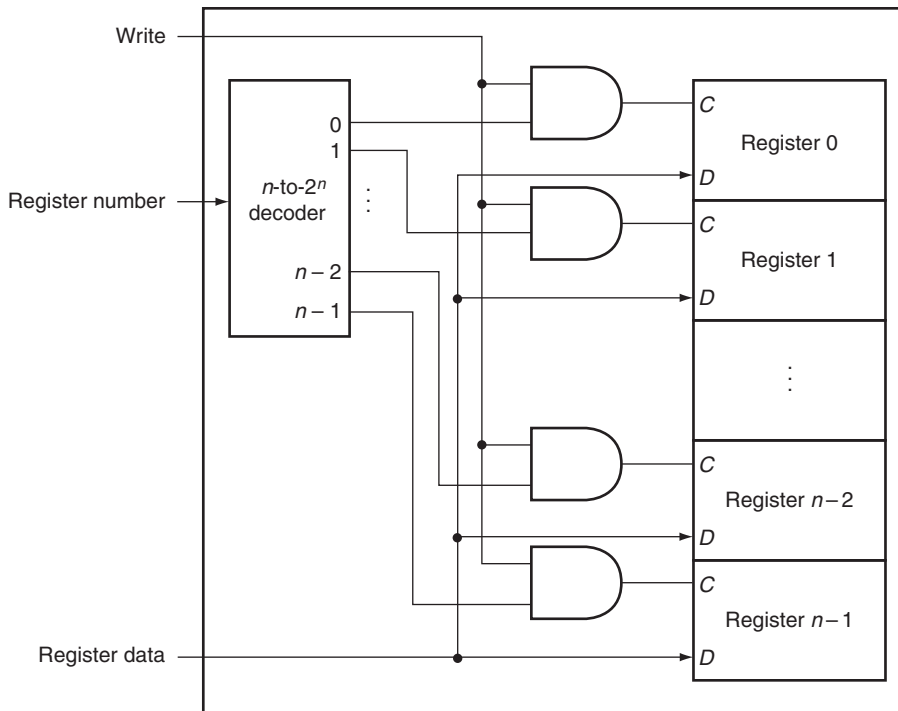 Write
C
0
Register 0
1
n-to-2ⁿ
decoder
⋮
D
Register number
C
Register 1
n – 2
D
n – 1
⋮
C
Register n – 2
D
C
Register n – 1
Register data
D